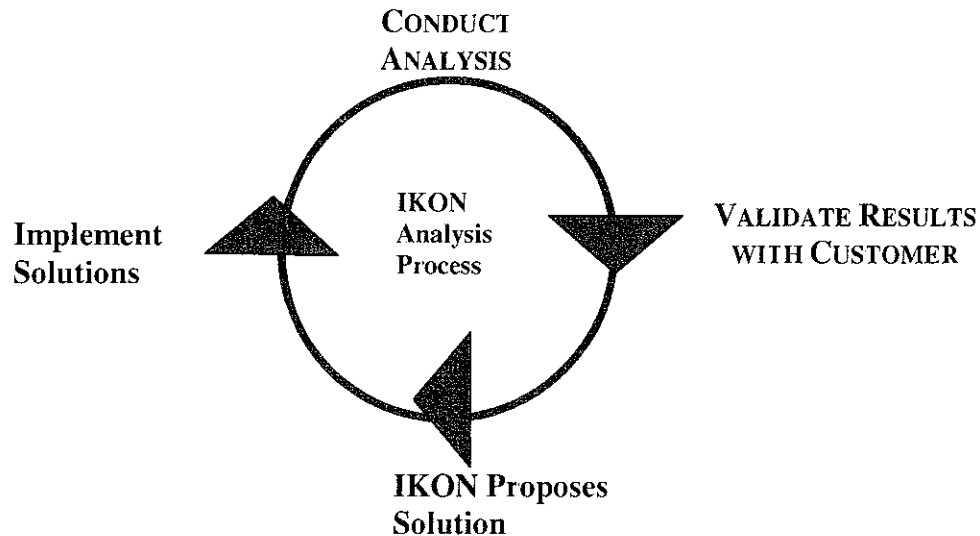 CONDUCT
ANALYSIS
IKON
Analysis
Process
VALIDATE RESULTS
WITH CUSTOMER
IKON Proposes
Solution
Implement
Solutions